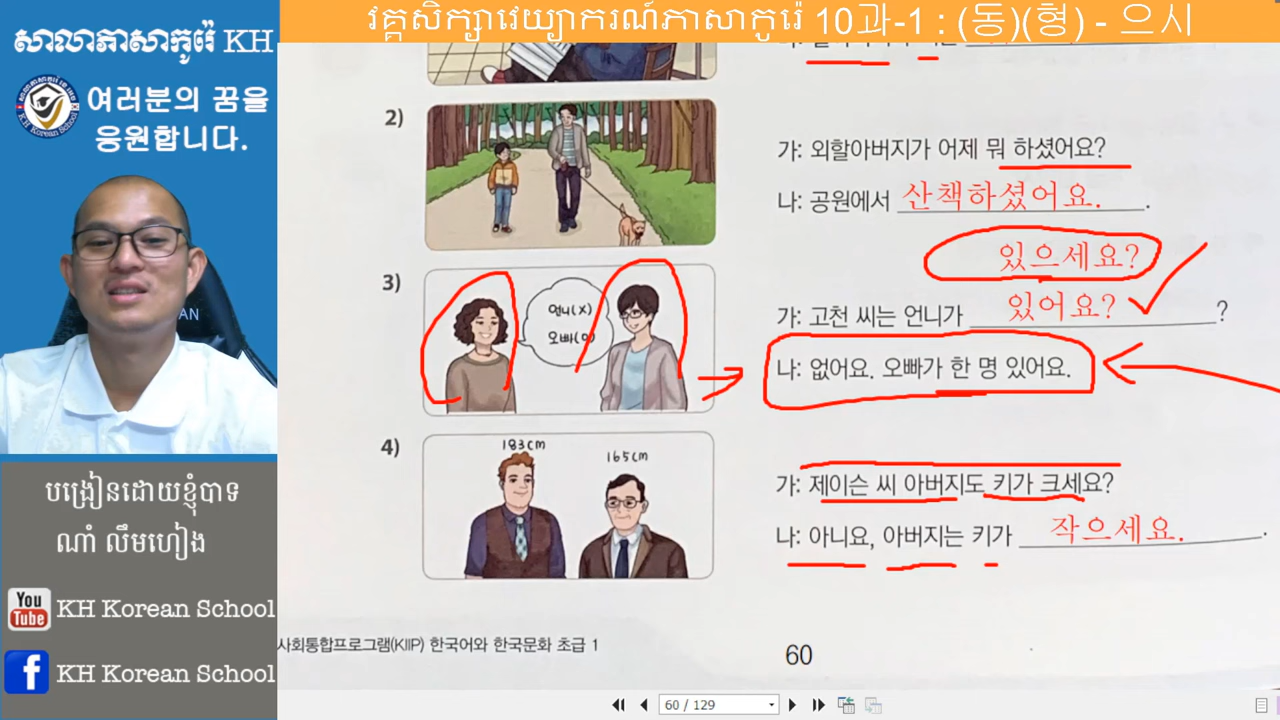 វគ្គសិក្សាវេយ្យាករណ៍ភាសាកូរ៉េ 10과-1 : (동)(형) - 으시
សាលាភាសាកូរ៉េ KH
여러분의 꿈을
응원합니다.
2)
가: 외할아버지가 어제 뭐 하셨어요?
나: 공원에서 산책하셨어요.
있으세요?
3)
언니(x)
오빠(o)
가: 고천 씨는 언니가 있어요? ?
나: 없어요. 오빠가 한 명 있어요.
4)
183cm
165cm
가: 제이슨 씨 아버지도 키가 크세요?
나: 아니요, 아버지는 키가 작으세요.
បង្រៀនដោយខ្ញុំបាទ
ណាំ លឹមហៀង
You Tube KH Korean School
KH Korean School
사회통합프로그램(KIIP) 한국어와 한국문화 초급 1
60
60 / 129